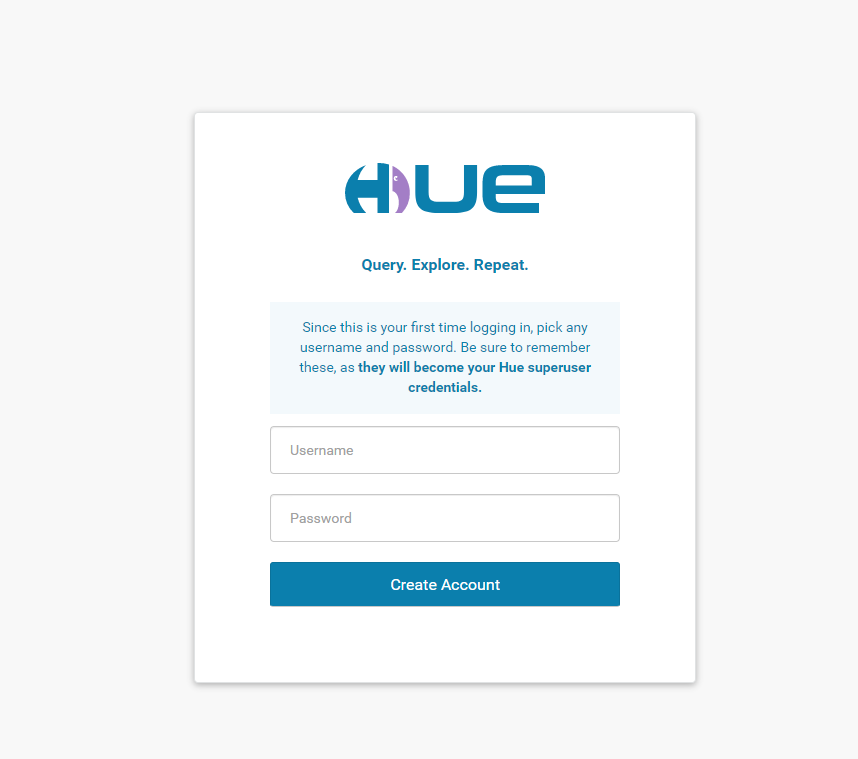 HUE
Query. Explore. Repeat.
Since this is your first time logging in, pick any
username and password. Be sure to remember
these, as they will become your Hue superuser
credentials.
Username
Password
Create Account